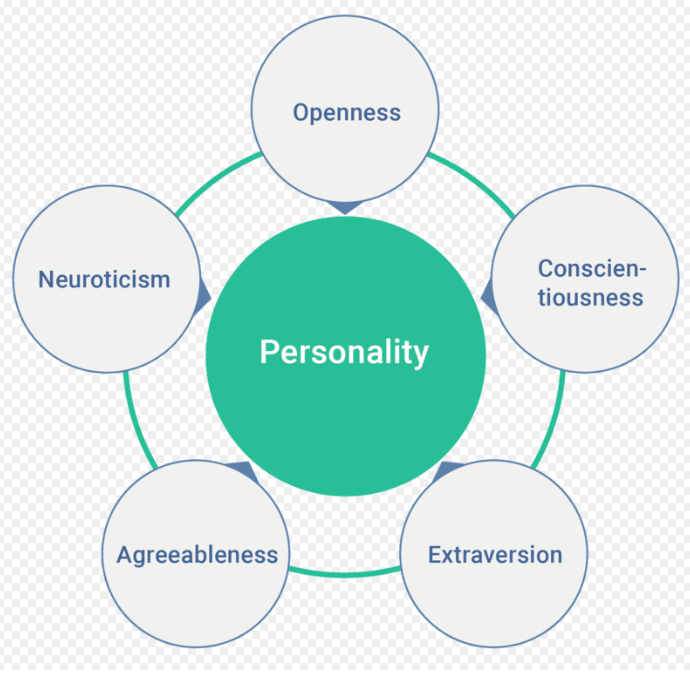 Openness
Neuroticism
Conscien-
tiousness
Personality
Agreeableness
Extraversion